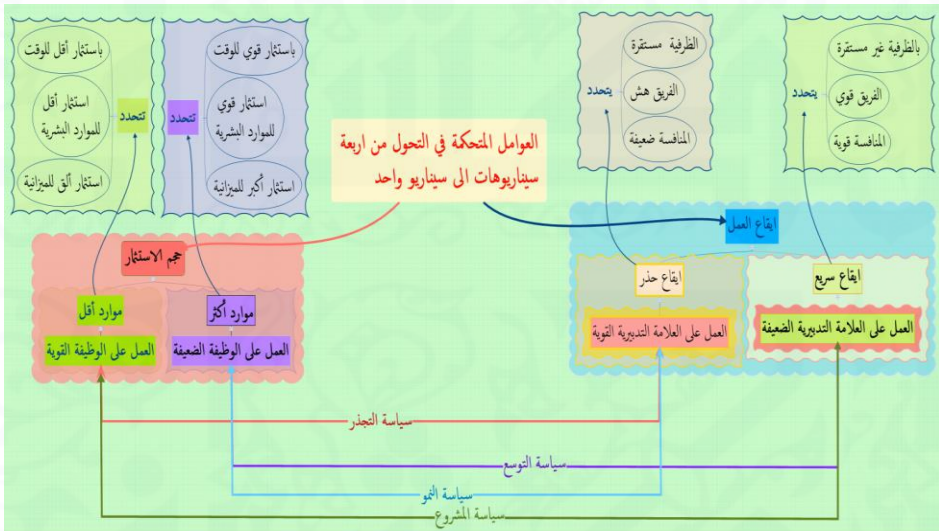 العوامل المتحكمة في التحول من اربعة
سيناريوهات الى سيناريو واحد
ايقاع العمل
ايقاع سريع
العمل على العلامة التدبيرية الضعيفة
يتحدد
بالظرفية غير مستقرة
الفريق قوي
المنافسة قوية
ايقاع حذر
العمل على العلامة التدبيرية القوية
يتحدد
الظرفية مستقرة
الفريق هش
المنافسة ضعيفة
حجم الاستثمار
موارد أكثر
العمل على الوظيفة الضعيفة
تتحدد
باستثمار قوي للوقت
استثمار قوي
للموارد البشرية
استثمار أكبر للميزانية
موارد أقل
العمل على الوظيفة القوية
تتحدد
باستثمار أقل للوقت
استثمار أقل
للموارد البشرية
استثمار ألق للميزانية
سياسة التجذر
سياسة التوسع
سياسة النمو
سياسة المشروع